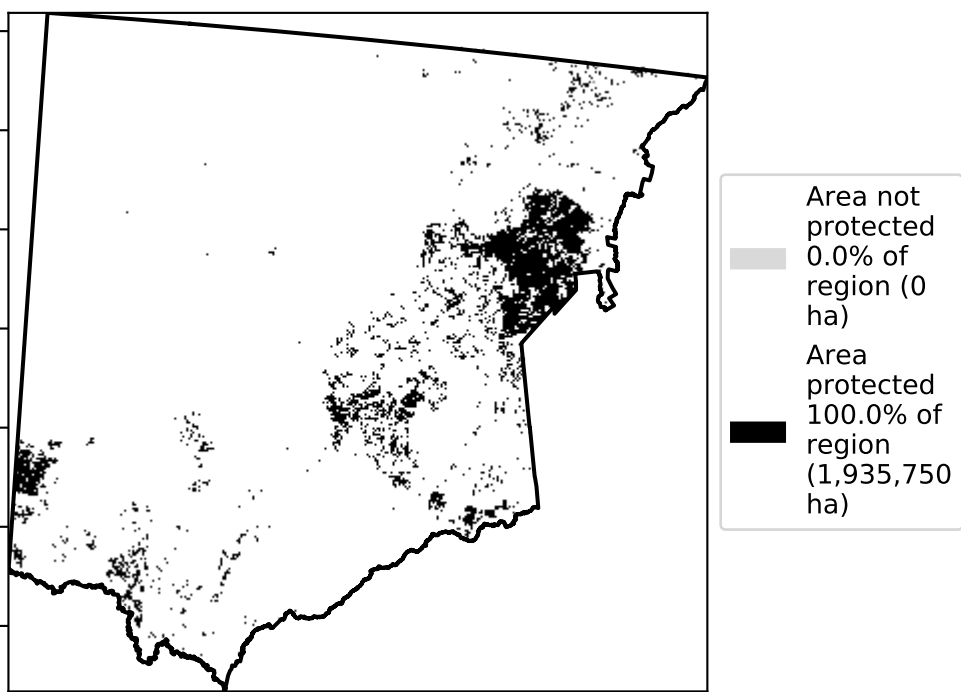 Area not
protected
0.0% of
region (0
ha)
Area
protected
100.0% of
region
(1,935,750
ha)